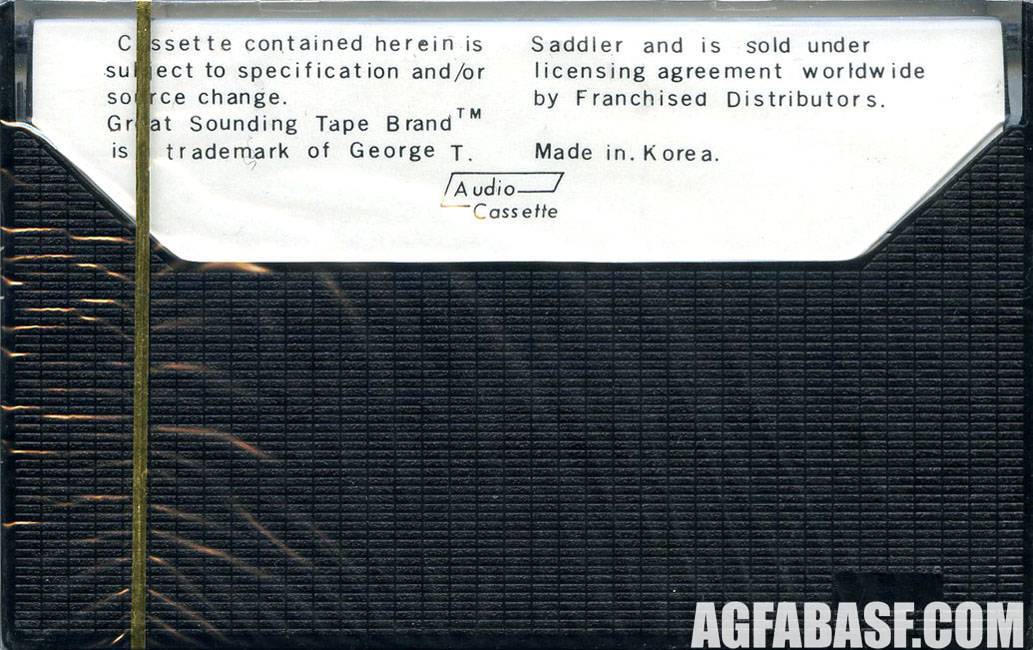 Cassette contained herein is
subject to specification and/or
source change.
Great Sounding Tape Brand™
is trademark of George T.
Saddler and is sold under
licensing agreement worldwide
by Franchised Distributors.
Made in. Korea.
Audio
Cassette
AGFABASF.COM